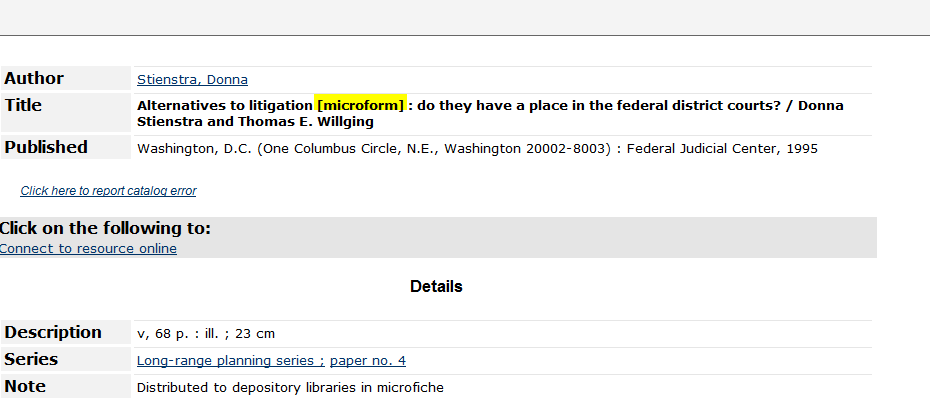 Author Stienstra, Donna
Title Alternatives to litigation [microform] : do they have a place in the federal district courts? / Donna
Stienstra and Thomas E. Willging
Published Washington, D.C. (One Columbus Circle, N.E., Washington 20002-8003) : Federal Judicial Center, 1995
Click here to report catalog error
Click on the following to:
Connect to resource online
Details
Description v, 68 p. : ill. ; 23 cm
Series Long-range planning series ; paper no. 4
Note Distributed to depository libraries in microfiche